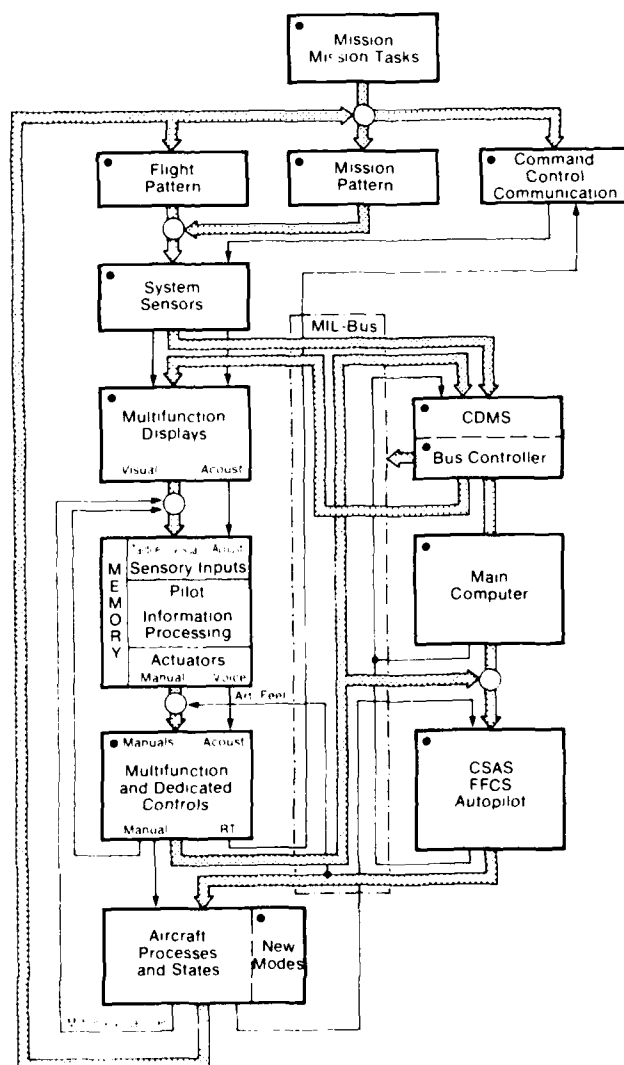 Mission
Mission Tasks
Flight
Pattern
Mission
Pattern
Command
Control
Communication
System
Sensors
MIL-Bus
Multifunction
Displays
Visual Acoust
CDMS
Bus Controller
MEMORY
Sensory Inputs
Pilot
Information
Processing
Actuators
Manual Voice
Main
Computer
Art Feel
Manuals Acoust
Multifunction
and Dedicated
Controls
Manual RT
CSAS
FFCS
Autopilot
Aircraft
Processes
and States
New
Modes